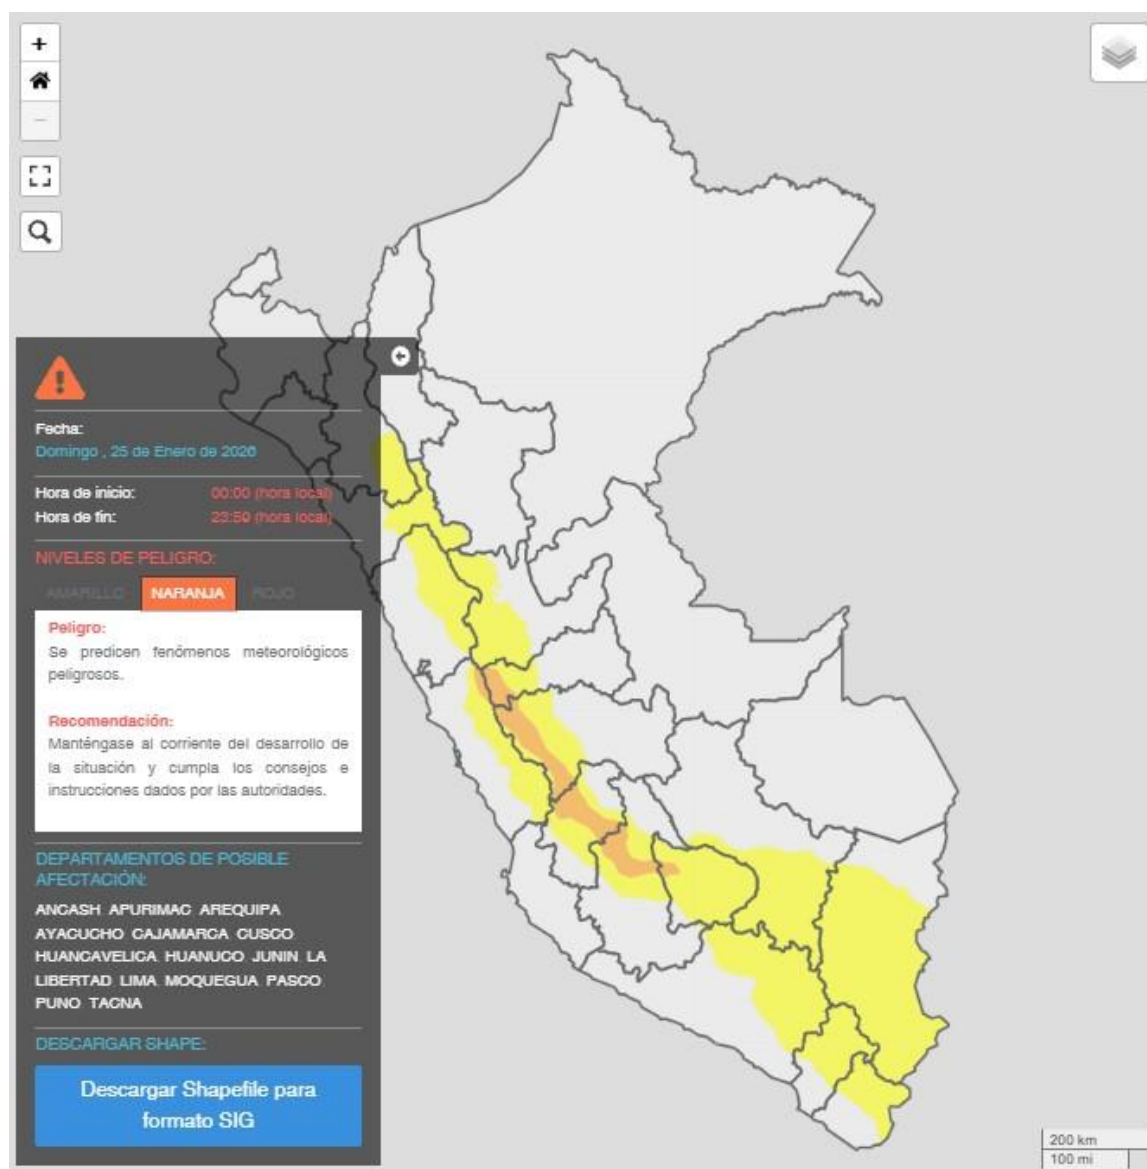 Fecha:
Domingo , 25 de Enero de 2026
Hora de inicio: 00:00 (hora local)
Hora de fin: 23:59 (hora local)
NIVELES DE PELIGRO:
AMARILLO NARANJA ROJO
Peligro:
Se predicen fenómenos meteorológicos
peligrosos.
Recomendación:
Manténgase al corriente del desarrollo de
la situación y cumpla los consejos e
instrucciones dados por las autoridades.
DEPARTAMENTOS DE POSIBLE
AFECTACIÓN:
ANCASH APURIMAC AREQUIPA
AYACUCHO CAJAMARCA CUSCO
HUANCAVELICA HUANUCO JUNIN LA
LIBERTAD LIMA MOQUEGUA PASCO
PUNO TACNA
DESCARGAR SHAPE:
Descargar Shapefile para
formato SIG
200 km
100 mi